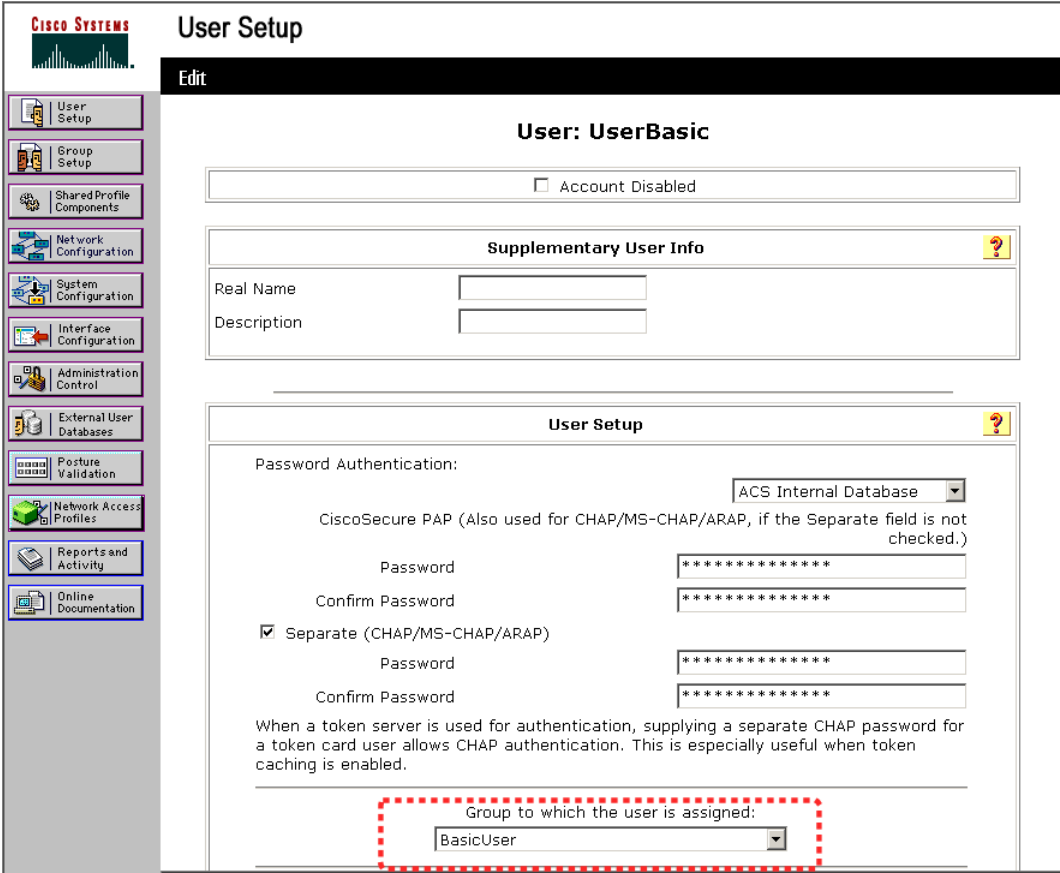 CISCO SYSTEMS
User Setup
Edit
User
Setup
Group
Setup
Shared Profile
Components
Network
Configuration
System
Configuration
Interface
Configuration
Administration
Control
External User
Databases
Posture
Validation
Network Access
Profiles
Reports and
Activity
Online
Documentation
User: UserBasic
Account Disabled
Supplementary User Info
?
Real Name
Description
User Setup
?
Password Authentication:
ACS Internal Database
CiscoSecure PAP (Also used for CHAP/MS-CHAP/ARAP, if the Separate field is not
checked.)
Password **************
Confirm Password **************
Separate (CHAP/MS-CHAP/ARAP)
Password **************
Confirm Password **************
When a token server is used for authentication, supplying a separate CHAP password for
a token card user allows CHAP authentication. This is especially useful when token
caching is enabled.
Group to which the user is assigned:
BasicUser